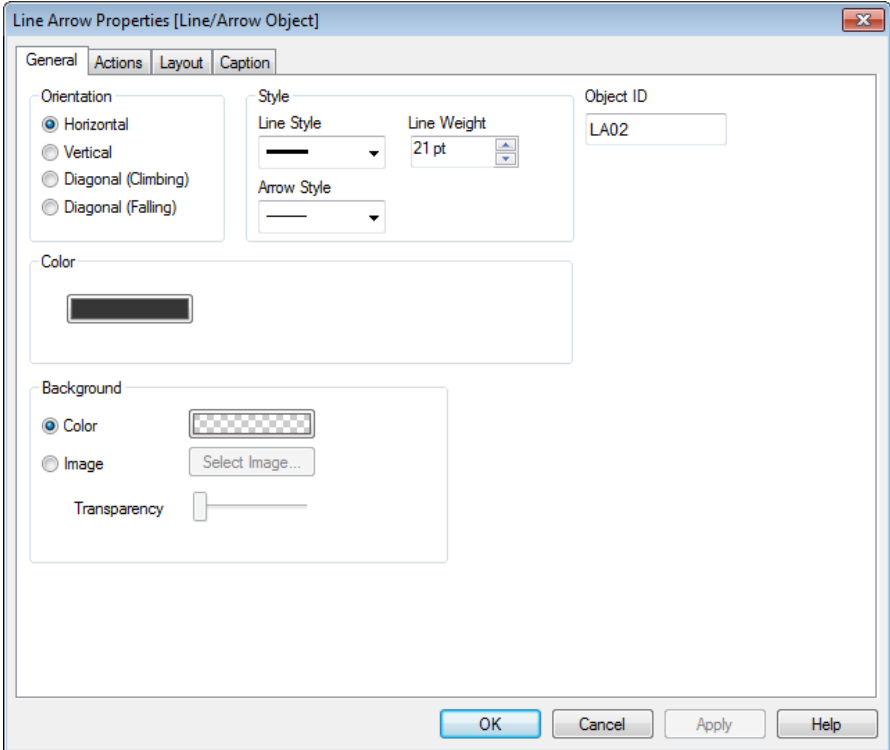 Line Arrow Properties [Line/Arrow Object]
General Actions Layout Caption
Orientation
Horizontal
Vertical
Diagonal (Climbing)
Diagonal (Falling)
Style
Line Style
Line Weight
21 pt
Arrow Style
Object ID
LA02
Color
Background
Color
Image
Select Image...
Transparency
OK Cancel Apply Help